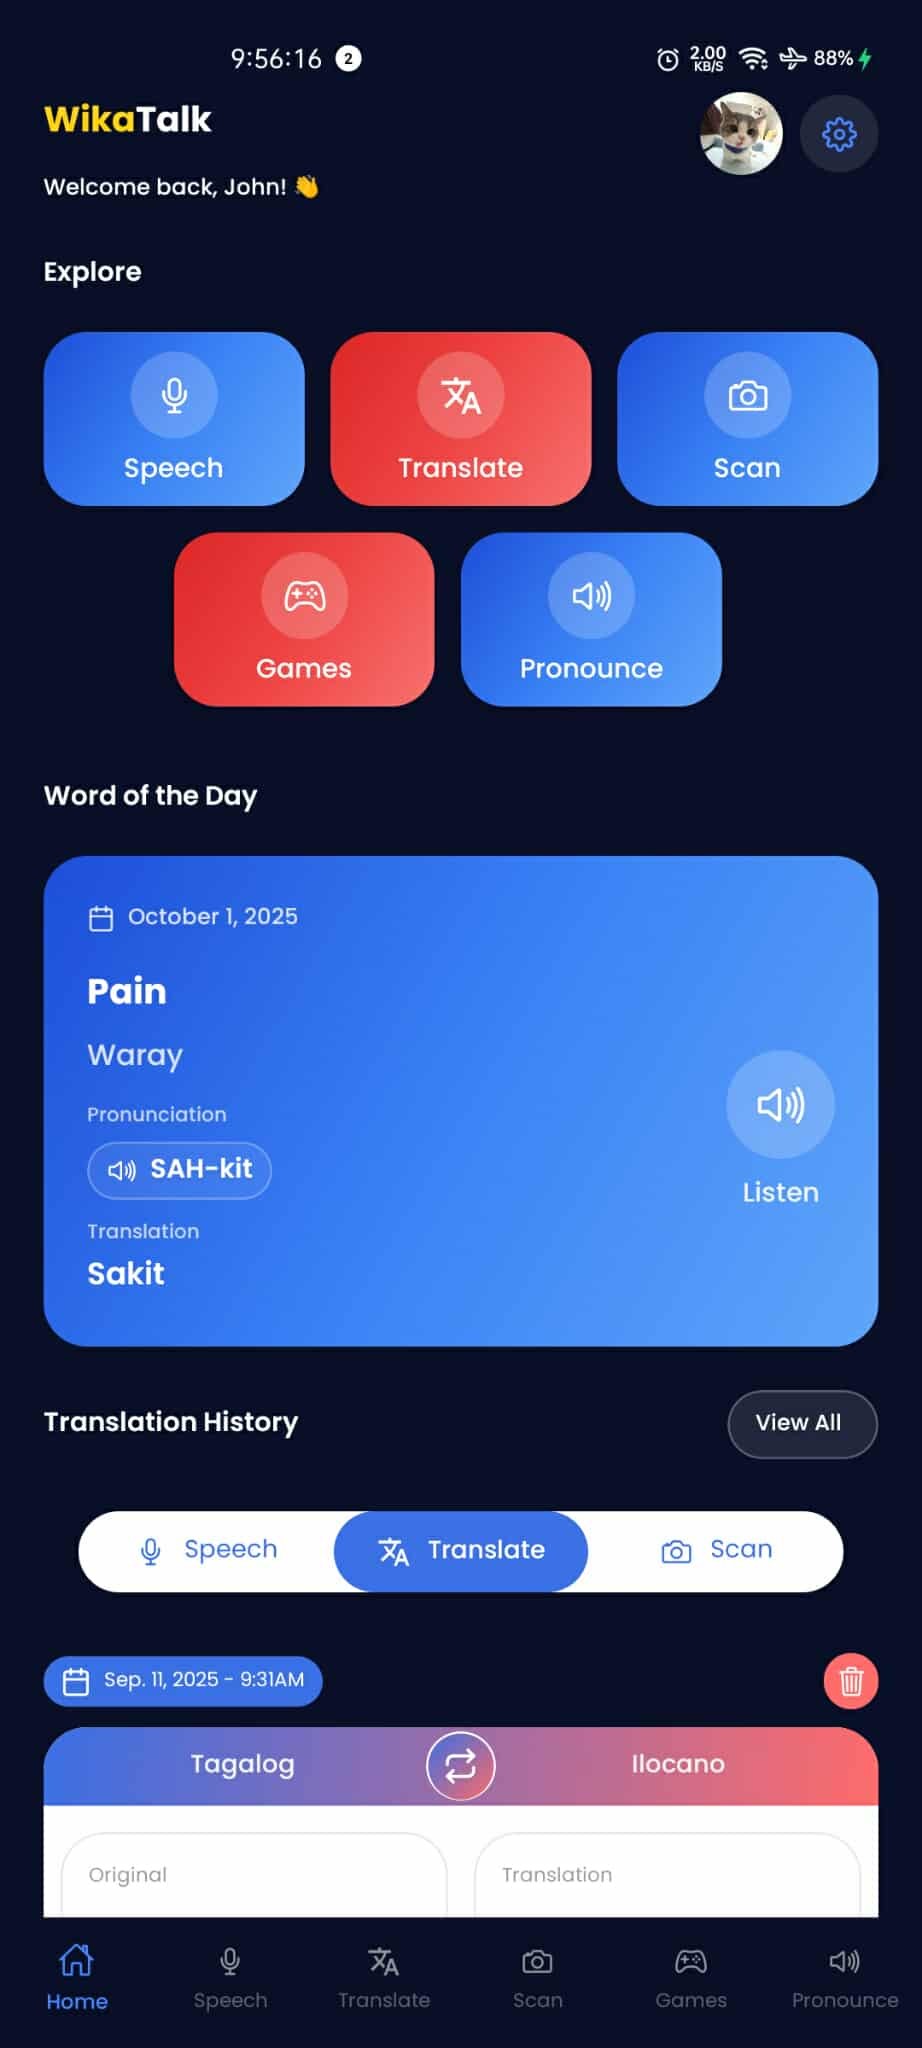 9:56:16 2 2.00 KB/S 88%
WikaTalk
Welcome back, John! 👋
Explore
Speech Translate Scan
Games Pronounce
Word of the Day
October 1, 2025
Pain
Waray
Pronunciation
SAH-kit
Listen
Translation
Sakit
Translation History View All
Speech Translate Scan
Sep. 11, 2025 - 9:31AM
Tagalog Ilocano
Original Translation
Home Speech Translate Scan Games Pronounce